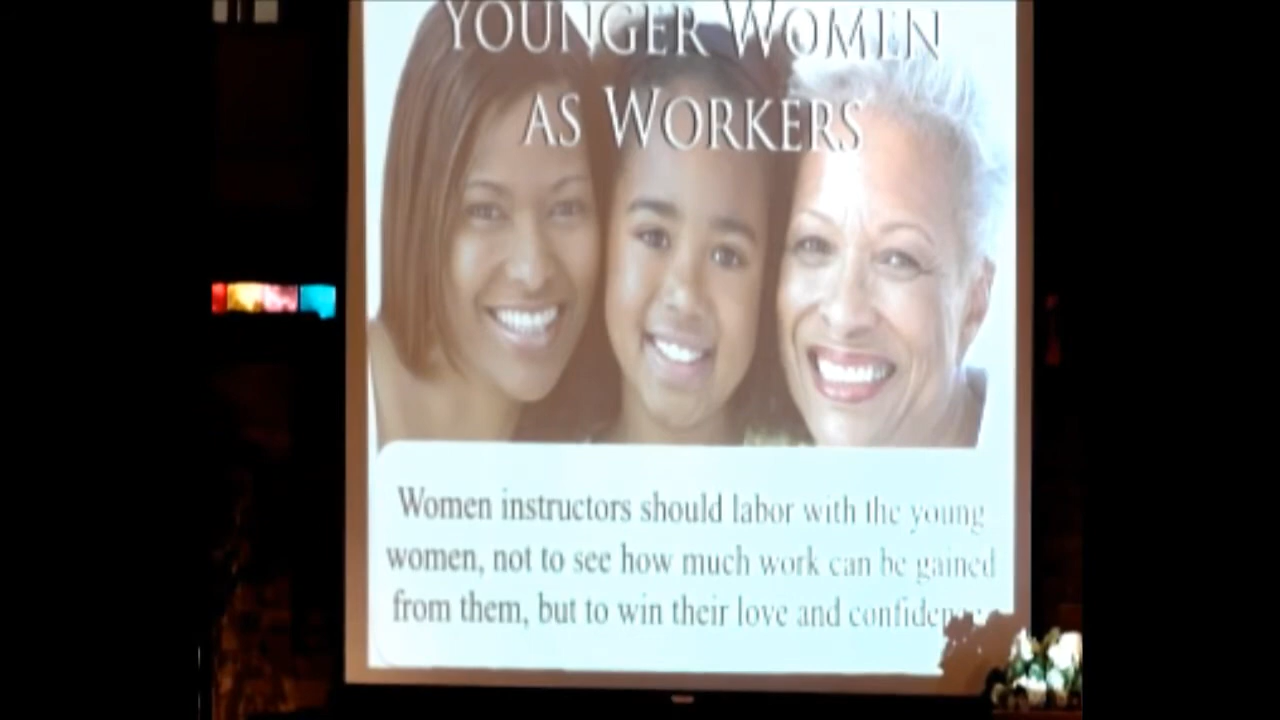 YOUNGER WOMEN
AS WORKERS
Women instructors should labor with the young
women, not to see how much work can be gained
from them, but to win their love and